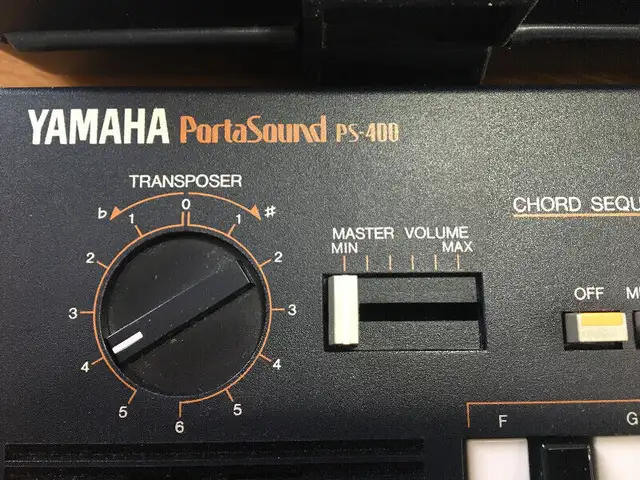 YAMAHA PortaSound PS-400
TRANSPOSER
♭ 1 0 1 ♯
2 2
3 3
4 4
5 5
6
MASTER VOLUME
MIN MAX
CHORD SEQU
OFF M
F G